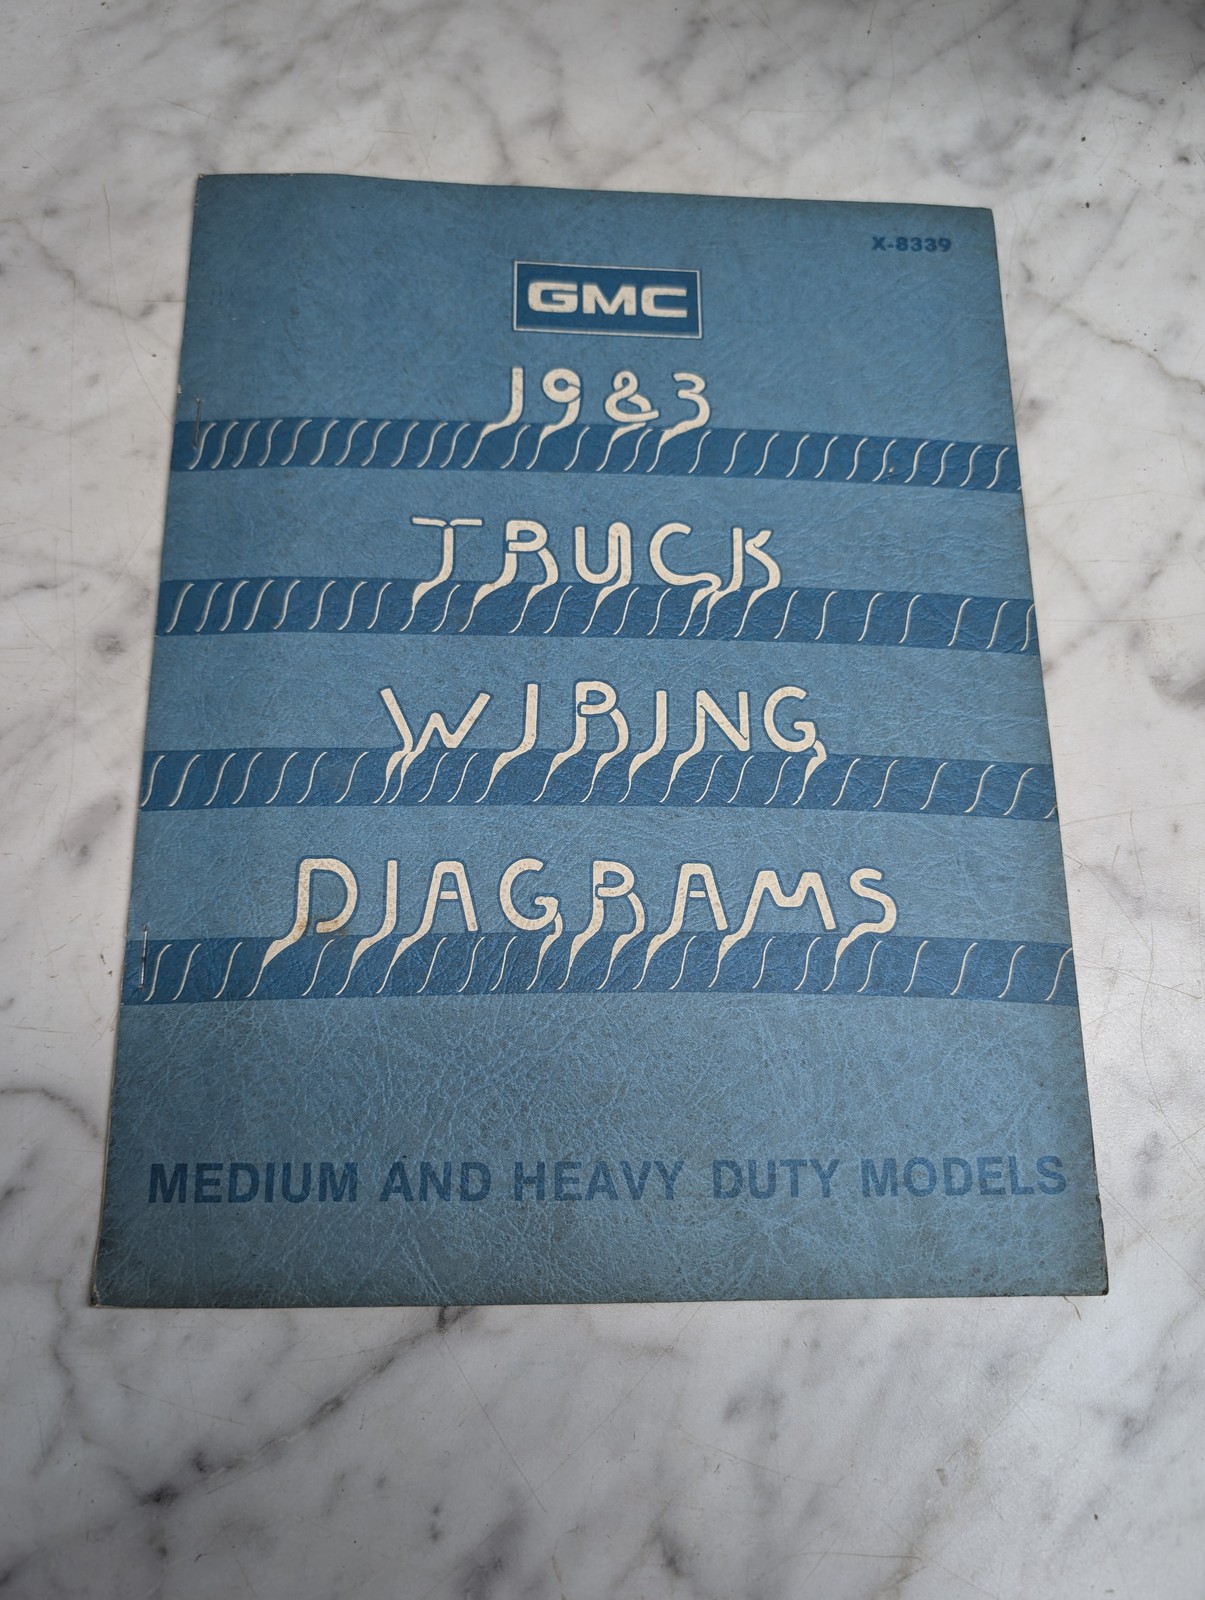 X-8339
GMC
1983
TRUCK
WIRING
DIAGRAMS
MEDIUM AND HEAVY DUTY MODELS